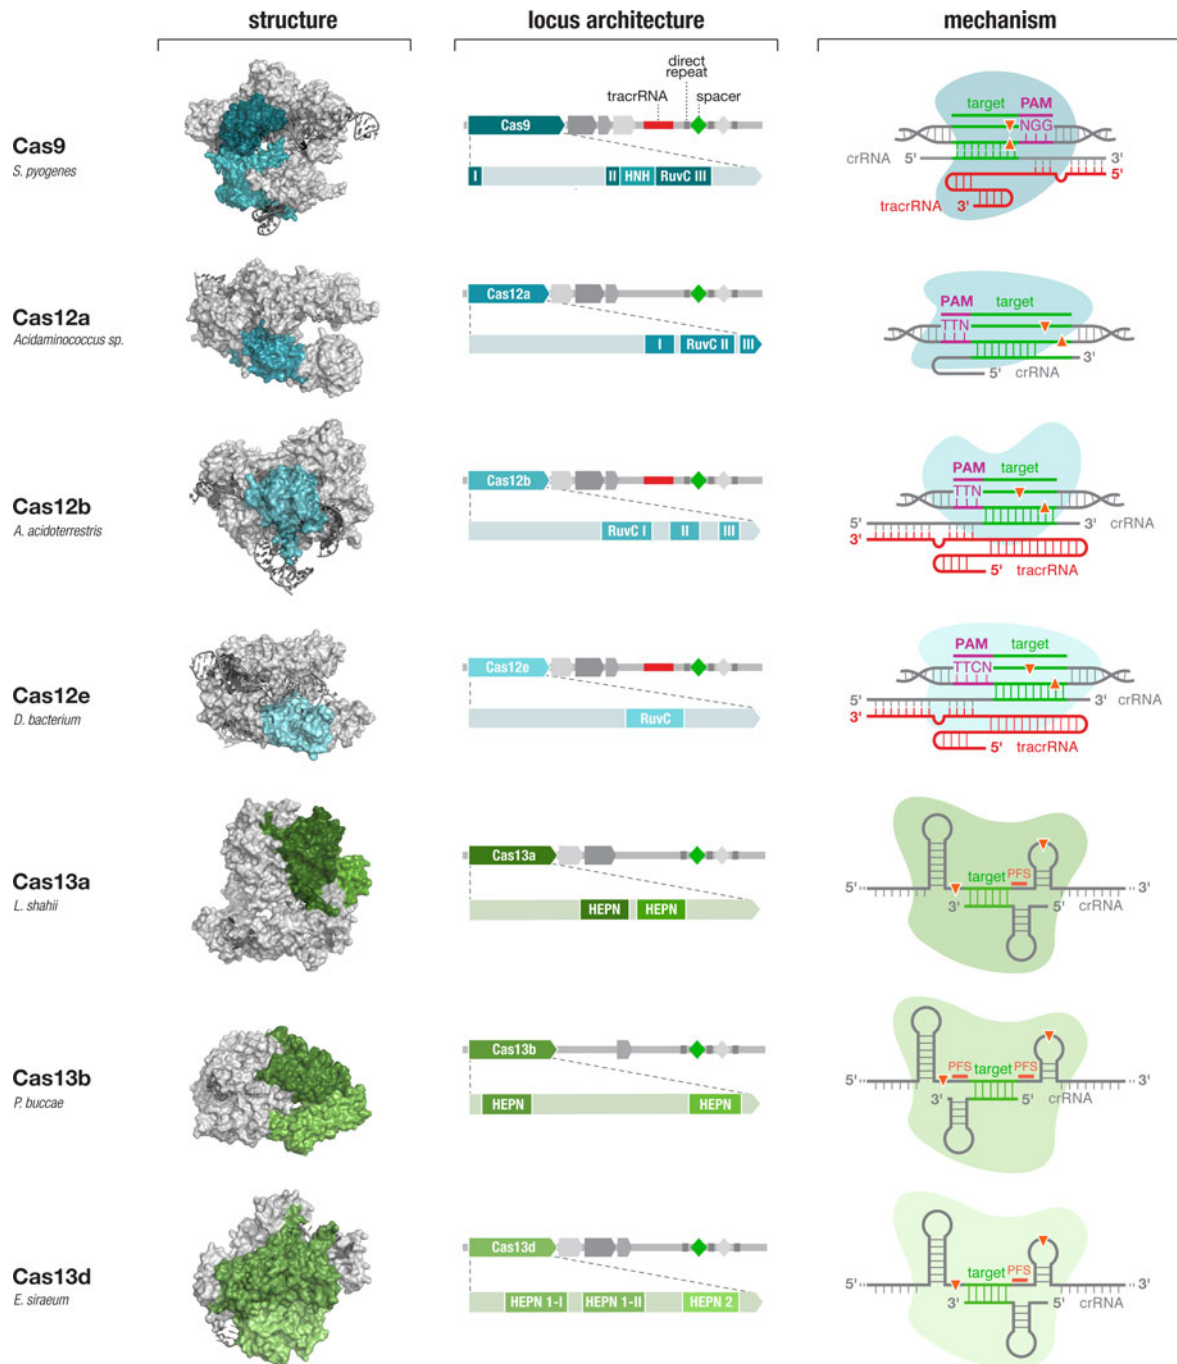 structure
locus architecture
mechanism
Cas9
S. pyogenes
direct
repeat
tracrRNA
spacer
Cas9
I
II
HNH
RuvC III
target
PAM
NGG
crRNA
5'
3'
5'
tracrRNA
3'
Cas12a
Acidaminococcus sp.
Cas12a
I
RuvC II
III
PAM
target
TTN
3'
5'
crRNA
Cas12b
A. acidoterrestris
Cas12b
RuvC I
II
III
PAM
target
TTN
5'
3'
crRNA
3'
5'
tracrRNA
Cas12e
D. bacterium
Cas12e
RuvC
PAM
target
TTCN
5'
3'
crRNA
3'
5'
tracrRNA
Cas13a
L. shahii
Cas13a
HEPN
HEPN
target
PFS
5'
3'
3'
5'
crRNA
Cas13b
P. buccae
Cas13b
HEPN
HEPN
PFS
target
PFS
5'
3'
3'
5'
crRNA
Cas13d
E. siraeum
Cas13d
HEPN 1-I
HEPN 1-II
HEPN 2
target
PFS
5'
3'
3'
5'
crRNA